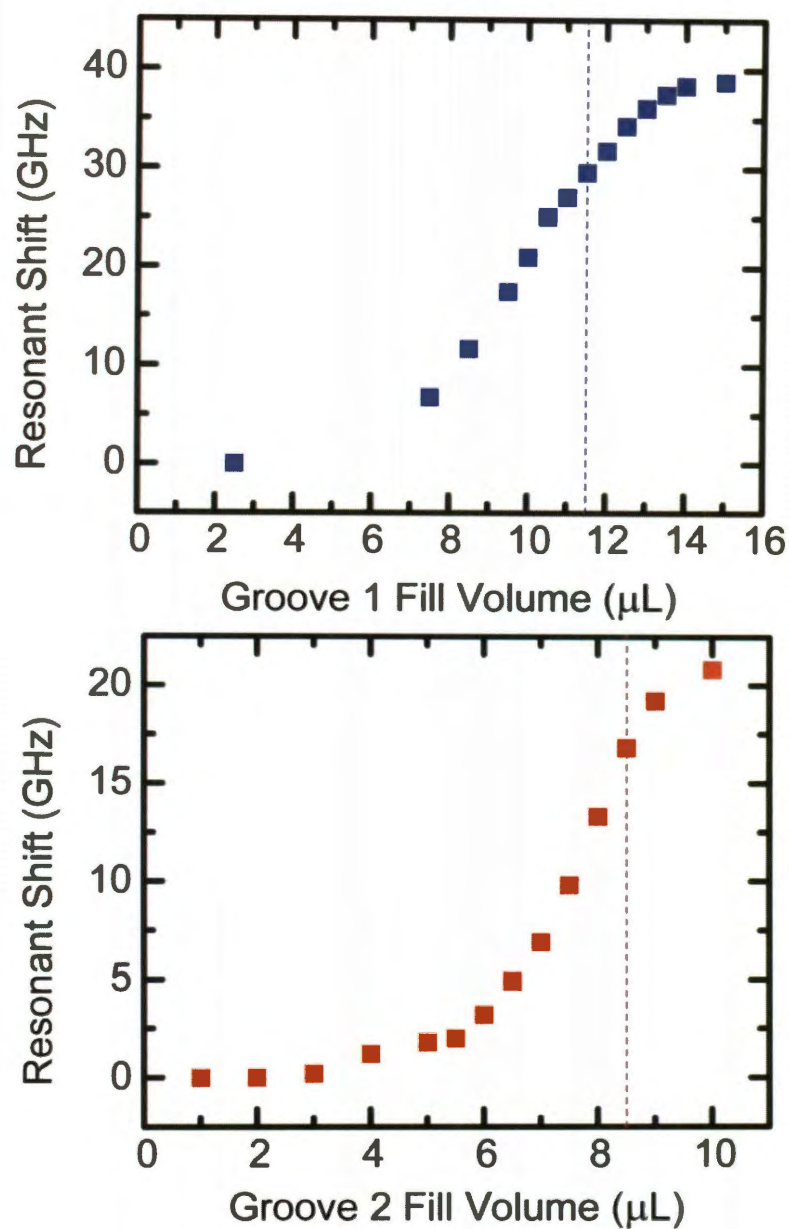 Resonant Shift (GHz)
40
30
20
10
0
0 2 4 6 8 10 12 14 16
Groove 1 Fill Volume (μL)
Resonant Shift (GHz)
20
15
10
5
0
0 2 4 6 8 10
Groove 2 Fill Volume (μL)